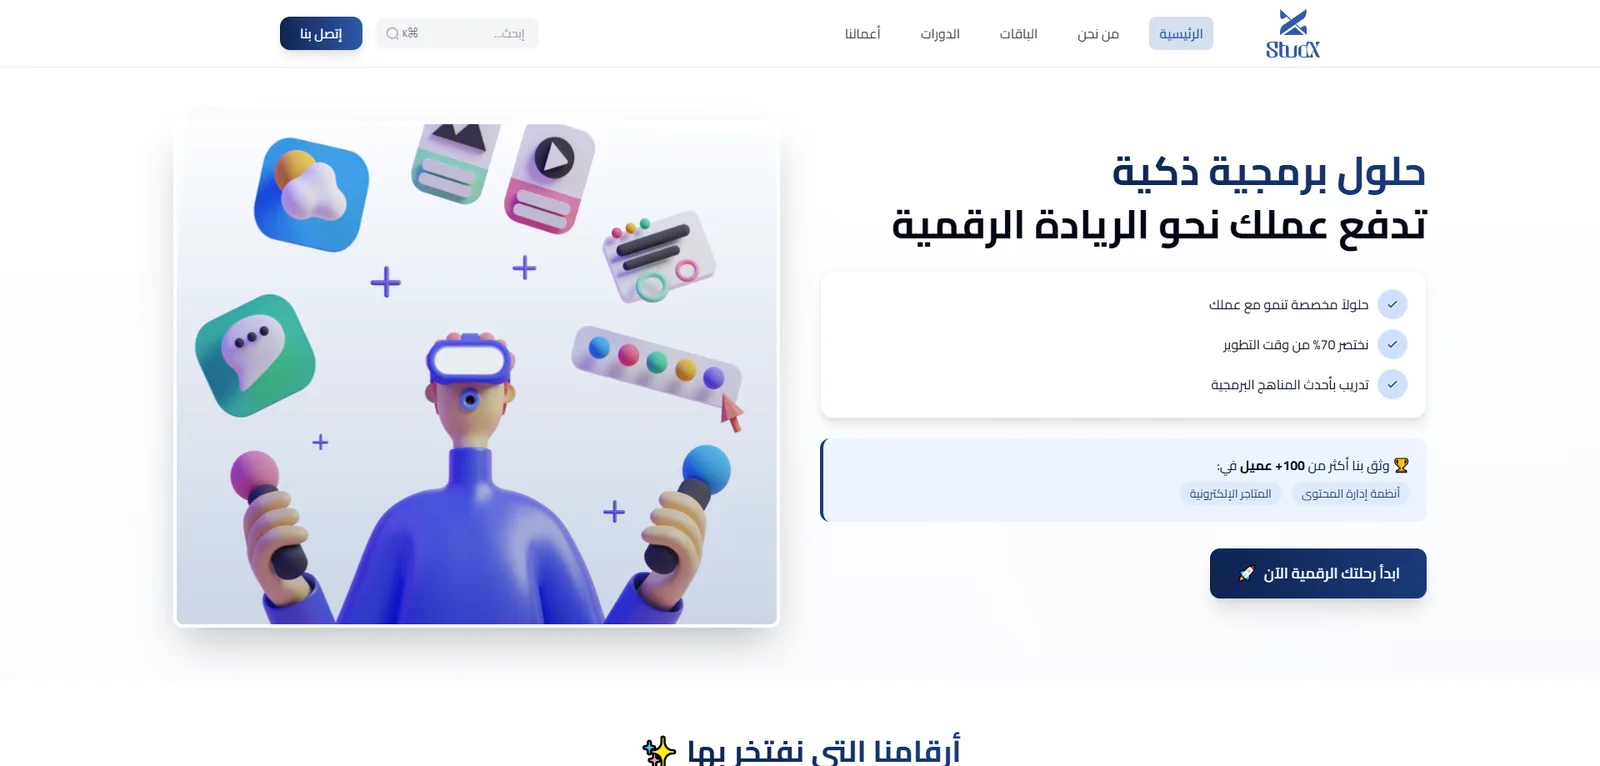 StudX
الرئيسية
من نحن
الباقات
الدورات
أعمالنا
إبحث...
⌘K
إتصل بنا
حلول برمجية ذكية
تدفع عملك نحو الريادة الرقمية
حلولاً مخصصة تنمو مع عملك
نختصر 70% من وقت التطوير
تدريب بأحدث المناهج البرمجية
🏆 وثق بنا أكثر من 100+ عميل في:
أنظمة إدارة المحتوى
المتاجر الإلكترونية
ابدأ رحلتك الرقمية الآن 🚀
أرقامنا التي نفتخر بها ✨